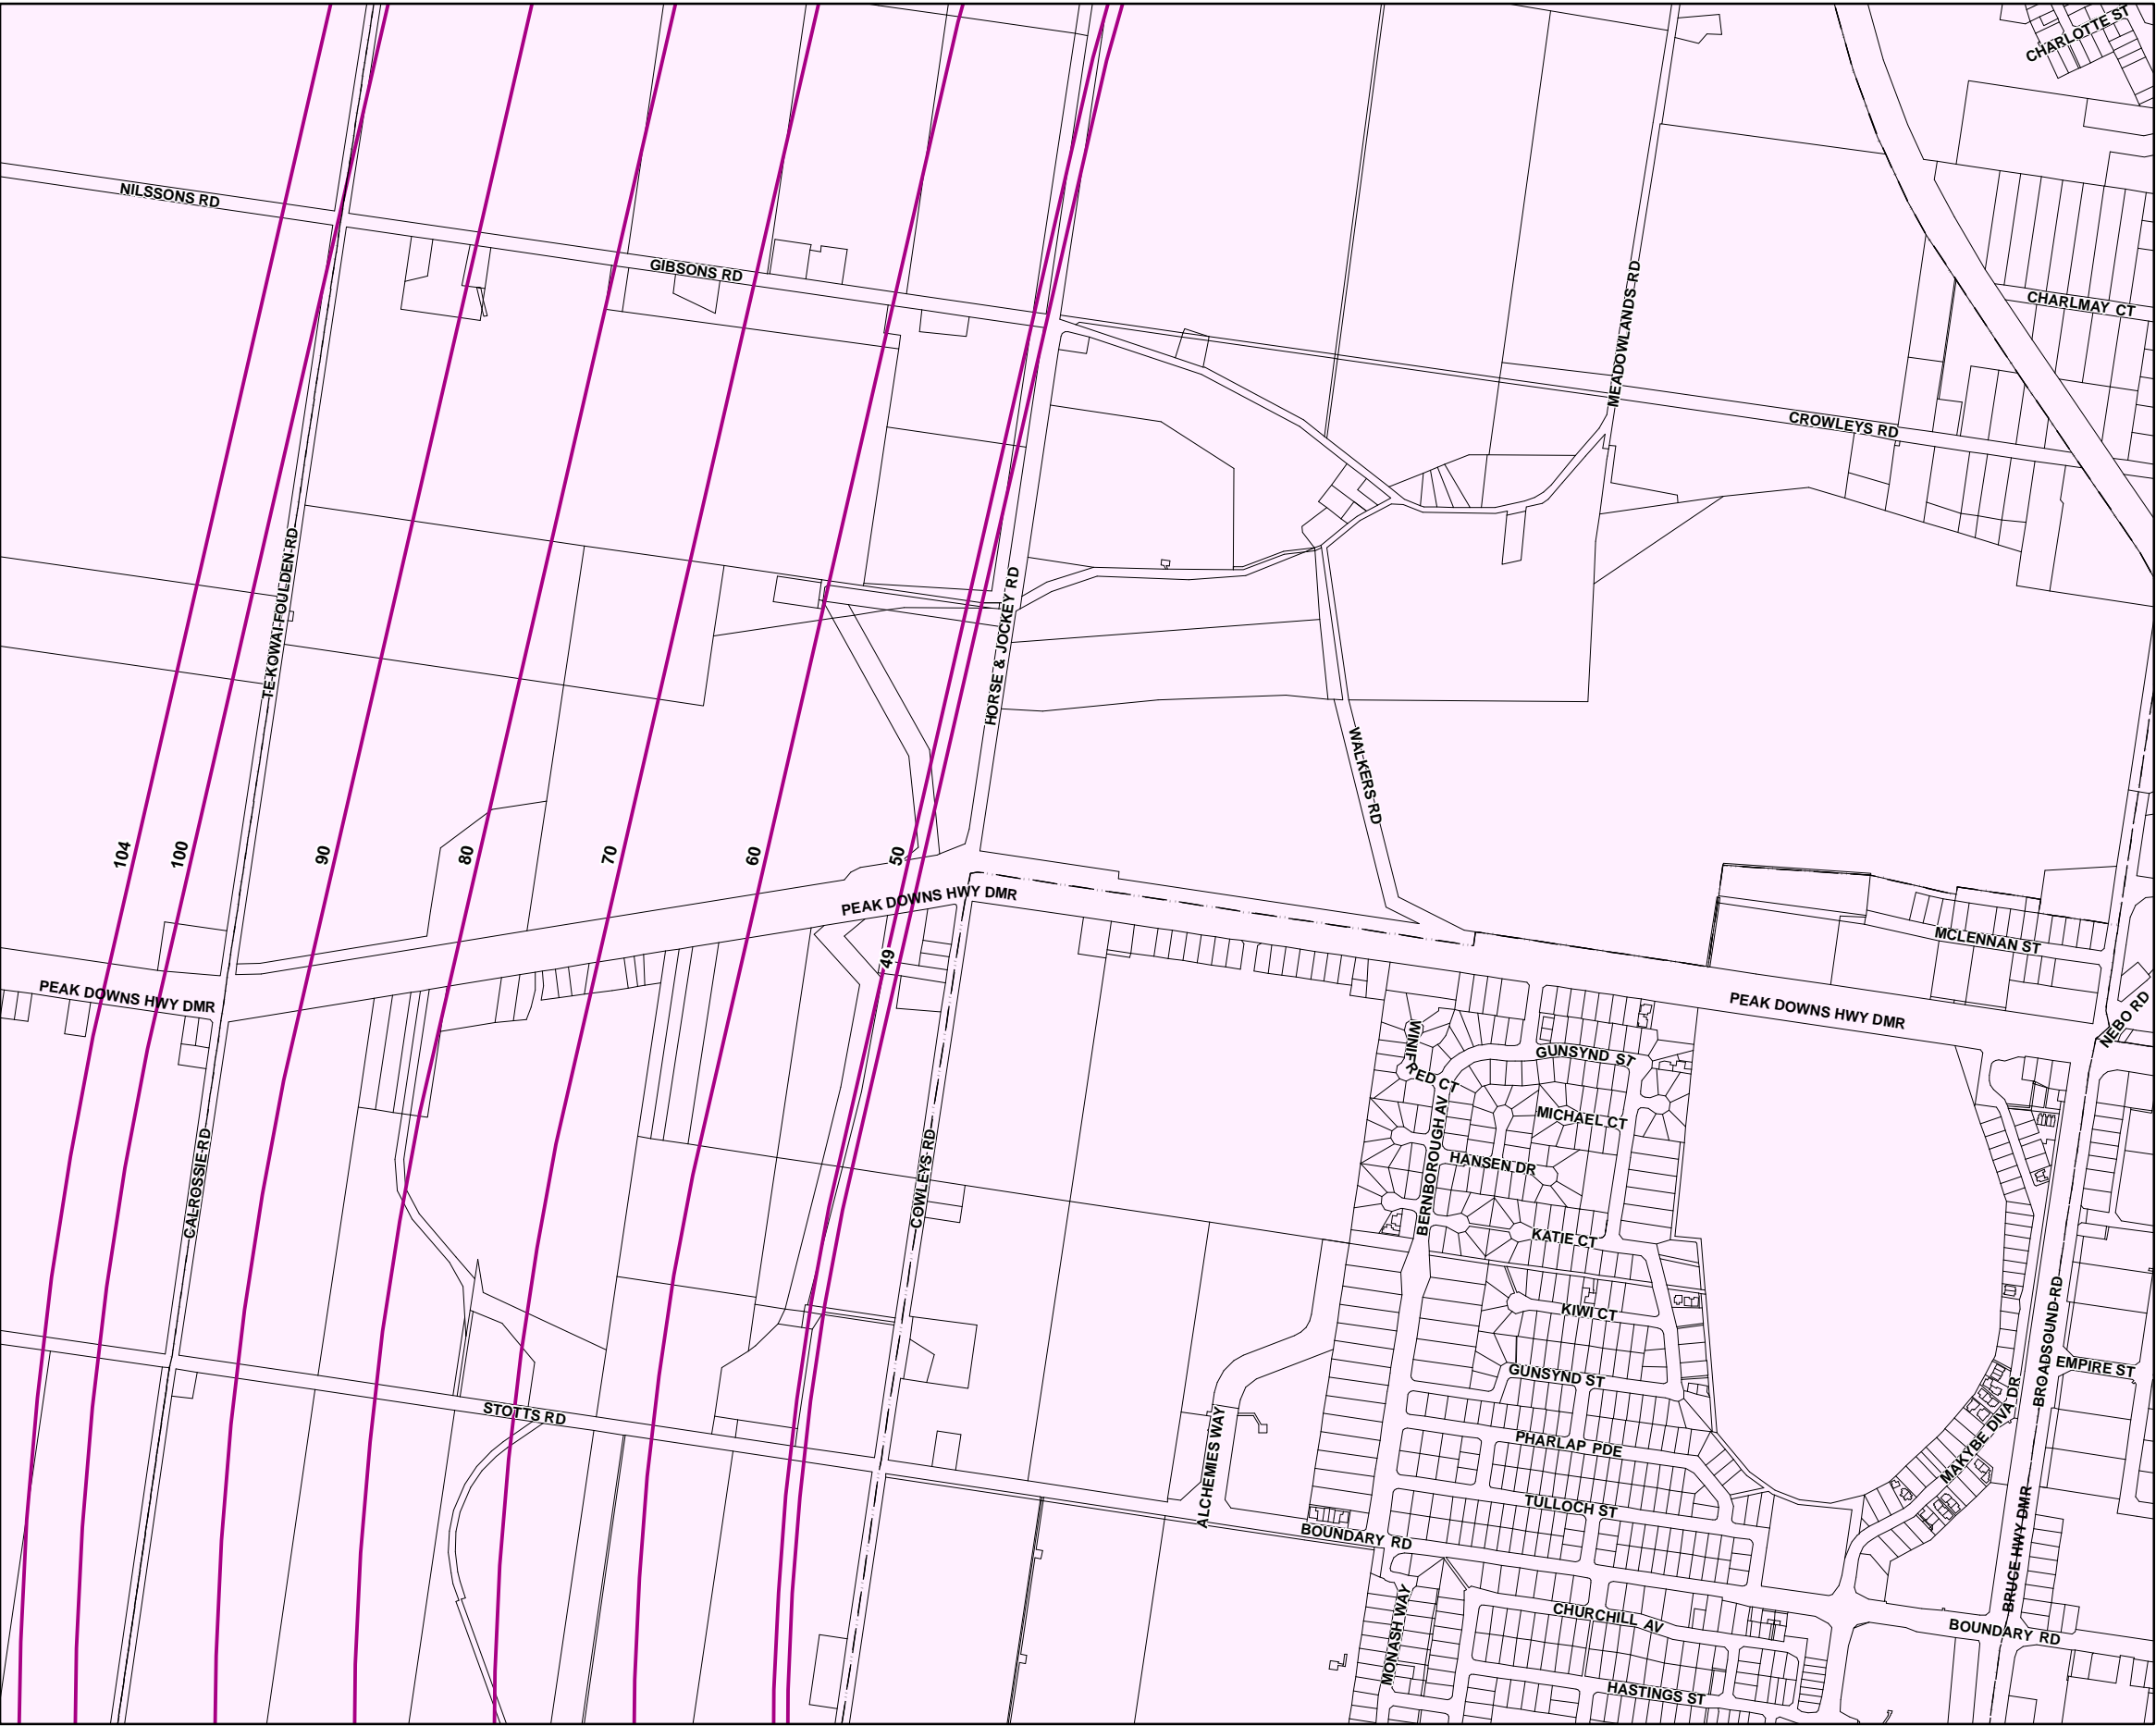 CHARLOTTE ST
NILSSONS RD
GIBSONS RD
MEADOWLANDS RD
CHARLMAY CT
CROWLEYS RD
TE KOWAI-FOULDEN RD
HORSE & JOCKEY RD
WALKERS RD
104
100
90
80
70
60
50
49
PEAK DOWNS HWY DMR
MCLENNAN ST
PEAK DOWNS HWY DMR
PEAK DOWNS HWY DMR
NEBO RD
WINIF
RED CT
GUNSYND ST
MICHAEL CT
BERNBOROUGH AV
HANSEN DR
CALROSSIE RD
COWLEYS RD
KATIE CT
KIWI CT
BROADSOUND RD
EMPIRE ST
GUNSYND ST
STOTTS RD
MAKYBE DIVA DR
PHARLAP PDE
ALCHEMIES WAY
TULLOCH ST
BOUNDARY RD
BRUCE HWY DMR
CHURCHILL AV
MONASH WAY
BOUNDARY RD
HASTINGS ST